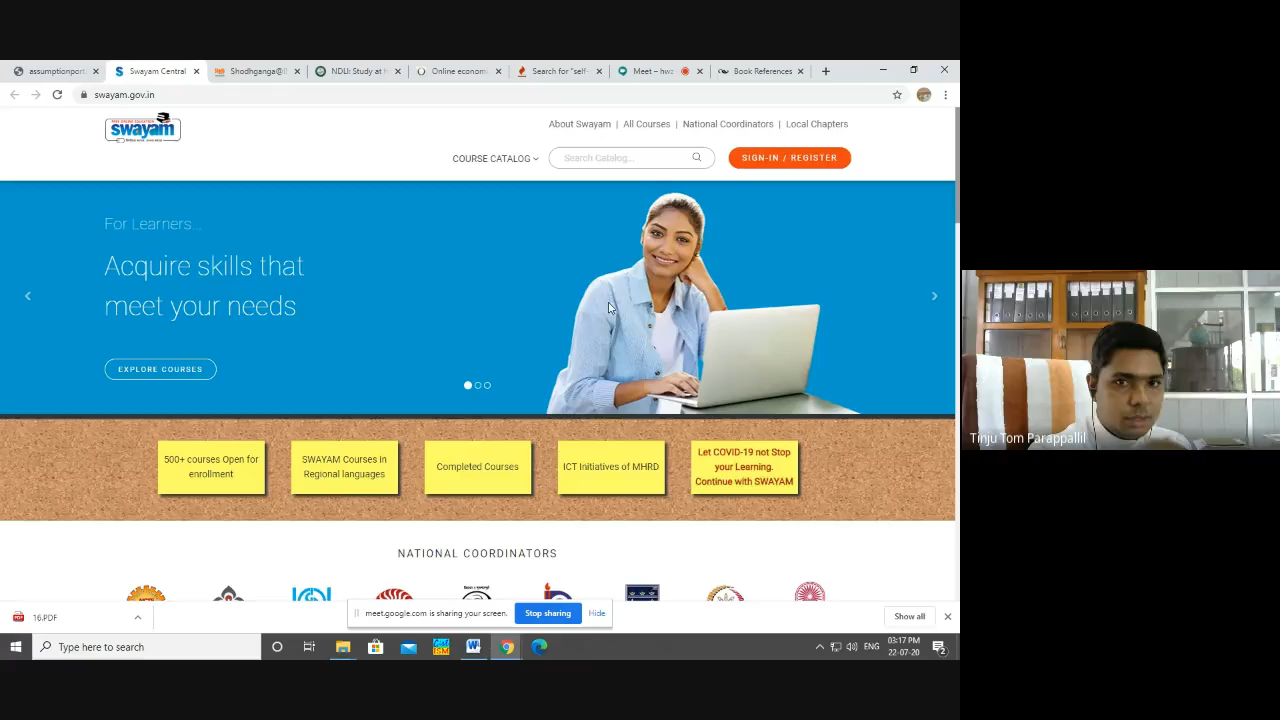 assumptionport
Swayam Central
Shodhganga@I
NDLI: Study at h
Online econom
Search for "self-
Meet – hwz
Book References
swayam.gov.in
swayam
About Swayam | All Courses | National Coordinators | Local Chapters
COURSE CATALOG
Search Catalog...
SIGN-IN / REGISTER
For Learners...
Acquire skills that
meet your needs
EXPLORE COURSES
500+ courses Open for
enrollment
SWAYAM Courses in
Regional languages
Completed Courses
ICT Initiatives of MHRD
Let COVID-19 not Stop
your Learning.
Continue with SWAYAM
Tinju Tom Parappallil
NATIONAL COORDINATORS
16.PDF
meet.google.com is sharing your screen.
Stop sharing
Hide
Show all
Type here to search
ENG
03:17 PM
22-07-20
2